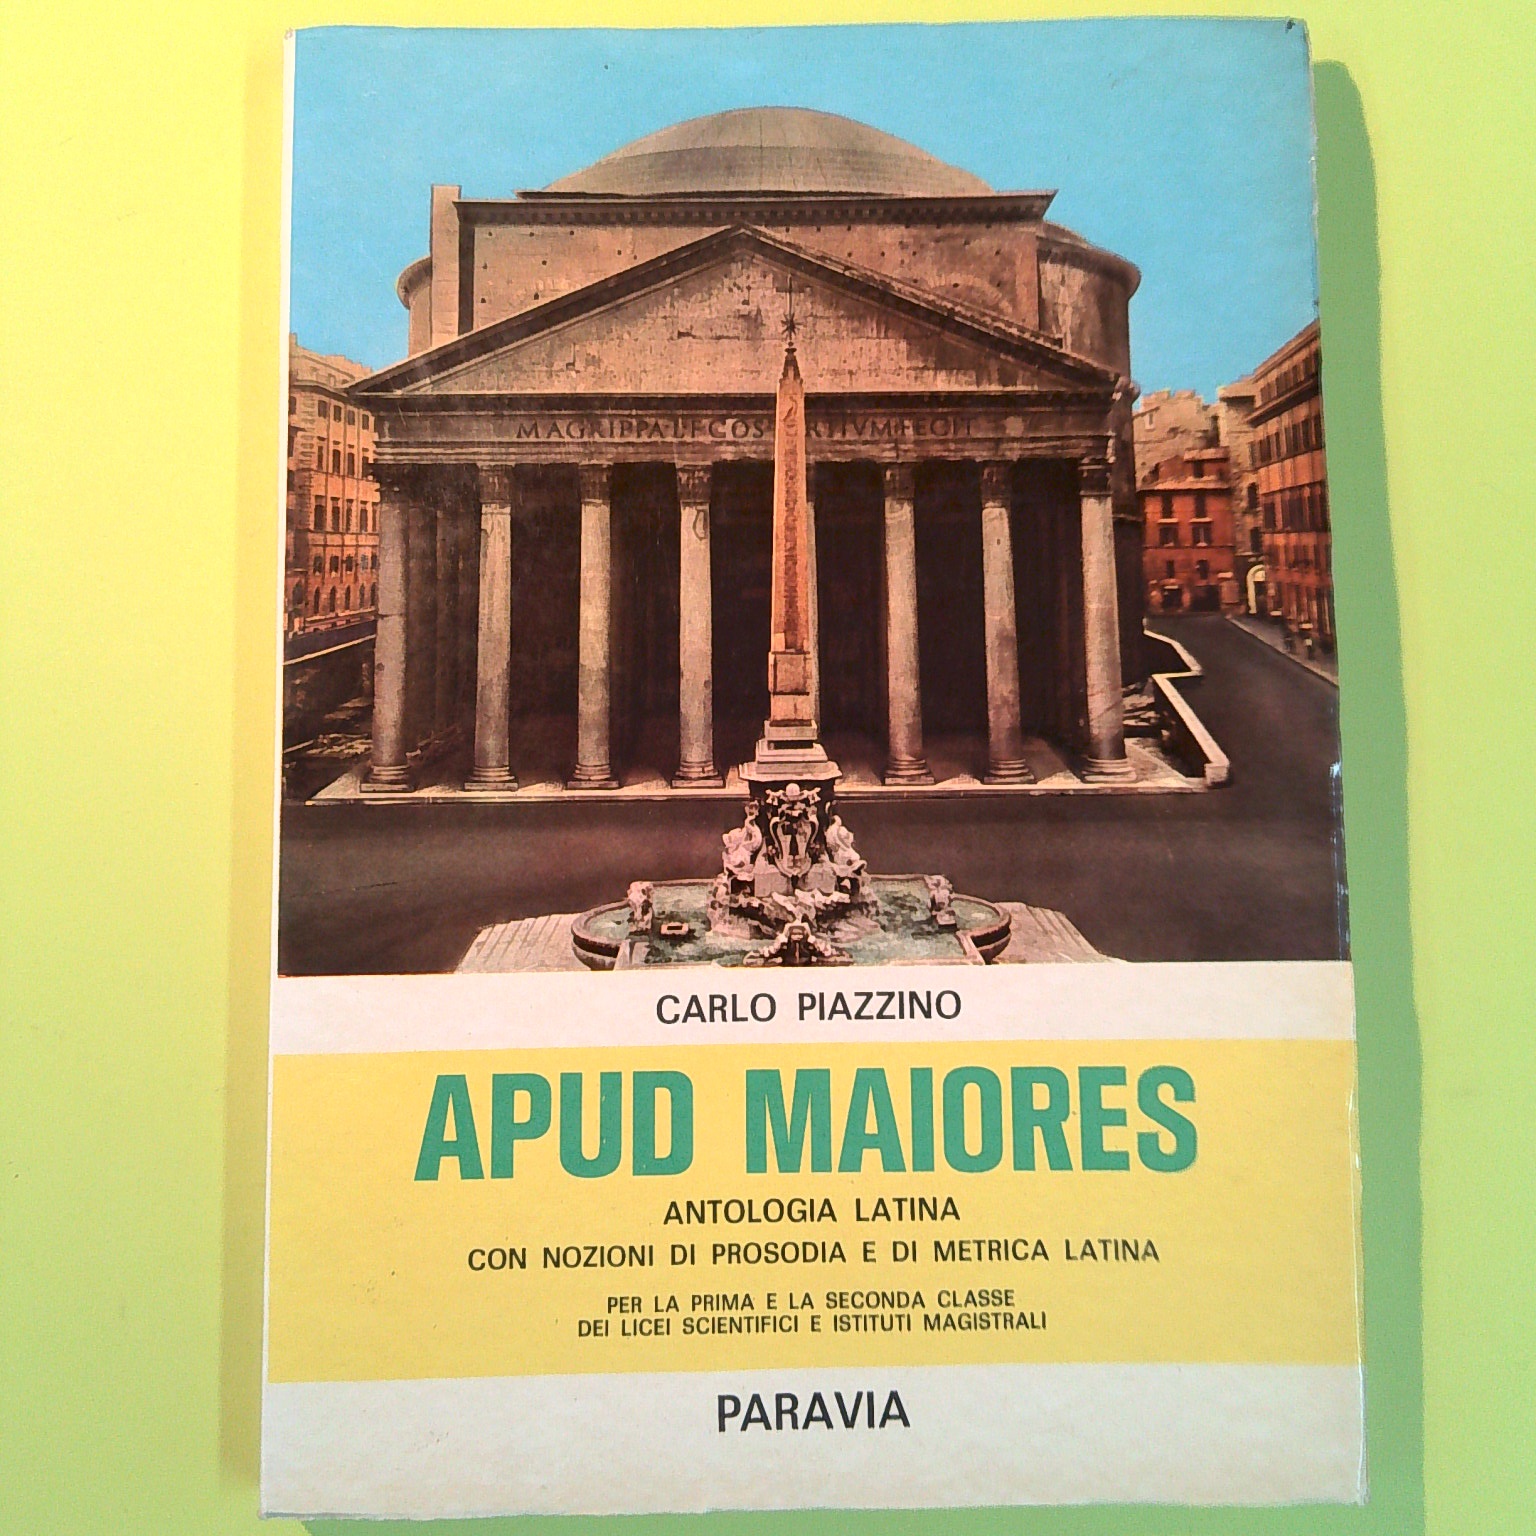 M·AGRIPPA·L·F·COS RTIVM·FECIT
CARLO PIAZZINO
APUD MAIORES
ANTOLOGIA LATINA
CON NOZIONI DI PROSODIA E DI METRICA LATINA
PER LA PRIMA E LA SECONDA CLASSE
DEI LICEI SCIENTIFICI E ISTITUTI MAGISTRALI
PARAVIA